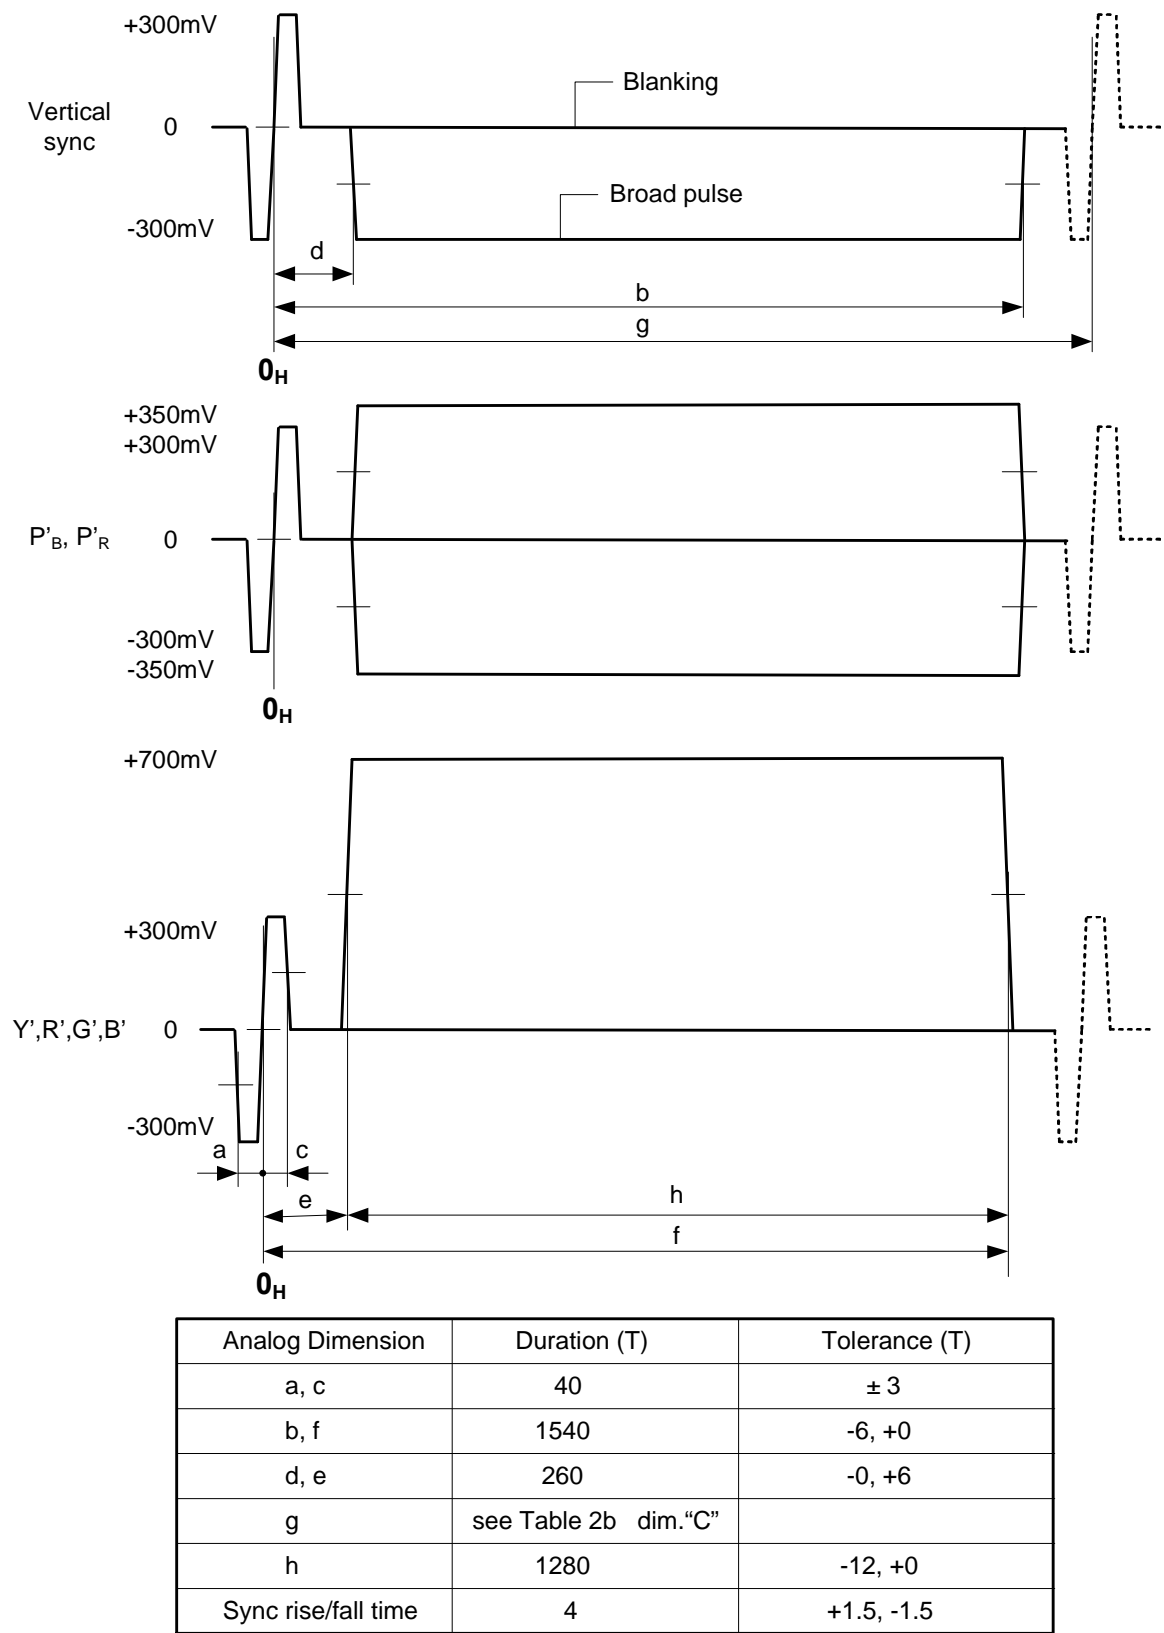 +300mV
Blanking
Vertical
sync
0
Broad pulse
-300mV
d
b
g
0H
+350mV
+300mV
P’B, P’R 0
-300mV
-350mV
0H
+700mV
+300mV
Y’,R’,G’,B’ 0
-300mV
a c
e h
f
0H
Analog Dimension Duration (T) Tolerance (T)
a, c 40 ± 3
b, f 1540 -6, +0
d, e 260 -0, +6
g see Table 2b dim.“C”
h 1280 -12, +0
Sync rise/fall time 4 +1.5, -1.5